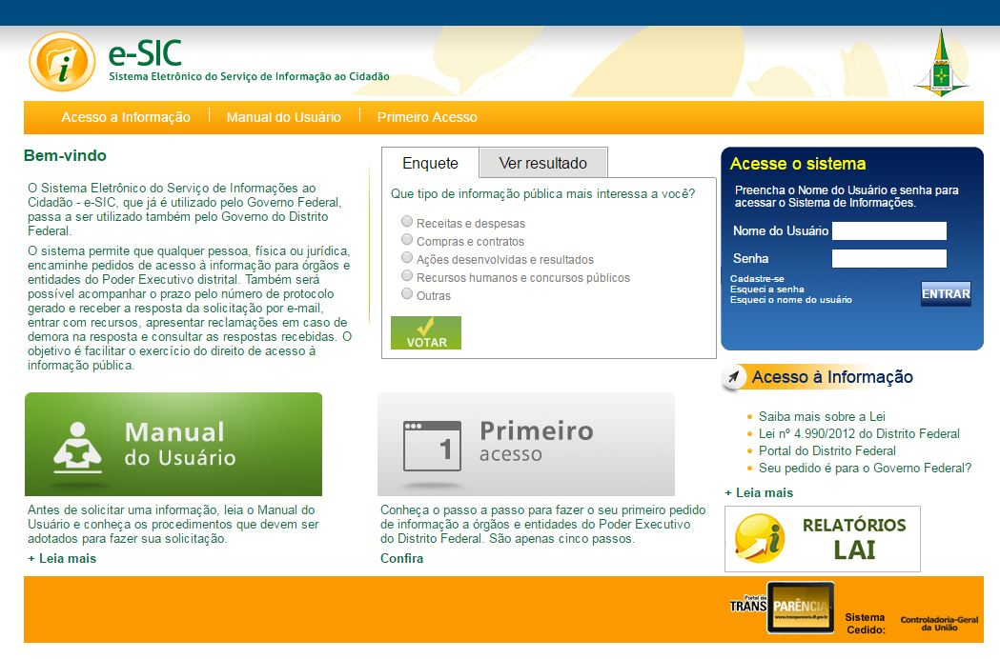 e-SIC
Sistema Eletrônico do Serviço de Informação ao Cidadão
Acesso a Informação
Manual do Usuário
Primeiro Acesso
Bem-vindo
O Sistema Eletrônico do Serviço de Informações ao
Cidadão - e-SIC, que já é utilizado pelo Governo Federal,
passa a ser utilizado também pelo Governo do Distrito
Federal.
O sistema permite que qualquer pessoa, física ou jurídica,
encaminhe pedidos de acesso à informação para órgãos e
entidades do Poder Executivo distrital. Também será
possível acompanhar o prazo pelo número de protocolo
gerado e receber a resposta da solicitação por e-mail,
entrar com recursos, apresentar reclamações em caso de
demora na resposta e consultar as respostas recebidas. O
objetivo é facilitar o exercício do direito de acesso à
informação pública.
Enquete
Ver resultado
Que tipo de informação pública mais interessa a você?
Receitas e despesas
Compras e contratos
Ações desenvolvidas e resultados
Recursos humanos e concursos públicos
Outras
VOTAR
Acesse o sistema
Preencha o Nome do Usuário e senha para
acessar o Sistema de Informações.
Nome do Usuário
Senha
Cadastre-se
Esqueci a senha
Esqueci o nome do usuário
ENTRAR
Manual
do Usuário
Antes de solicitar uma informação, leia o Manual do
Usuário e conheça os procedimentos que devem ser
adotados para fazer sua solicitação.
+ Leia mais
1
Primeiro
acesso
Conheça o passo a passo para fazer o seu primeiro pedido
de informação a órgãos e entidades do Poder Executivo
do Distrito Federal. São apenas cinco passos.
Confira
Acesso à Informação
Saiba mais sobre a Lei
Lei nº 4.990/2012 do Distrito Federal
Portal do Distrito Federal
Seu pedido é para o Governo Federal?
+ Leia mais
RELATÓRIOS
LAI
Portal da
TRANSPARÊNCIA
www.transparencia.df.gov.br
Sistema
Cedido:
Controladoria-Geral
da União